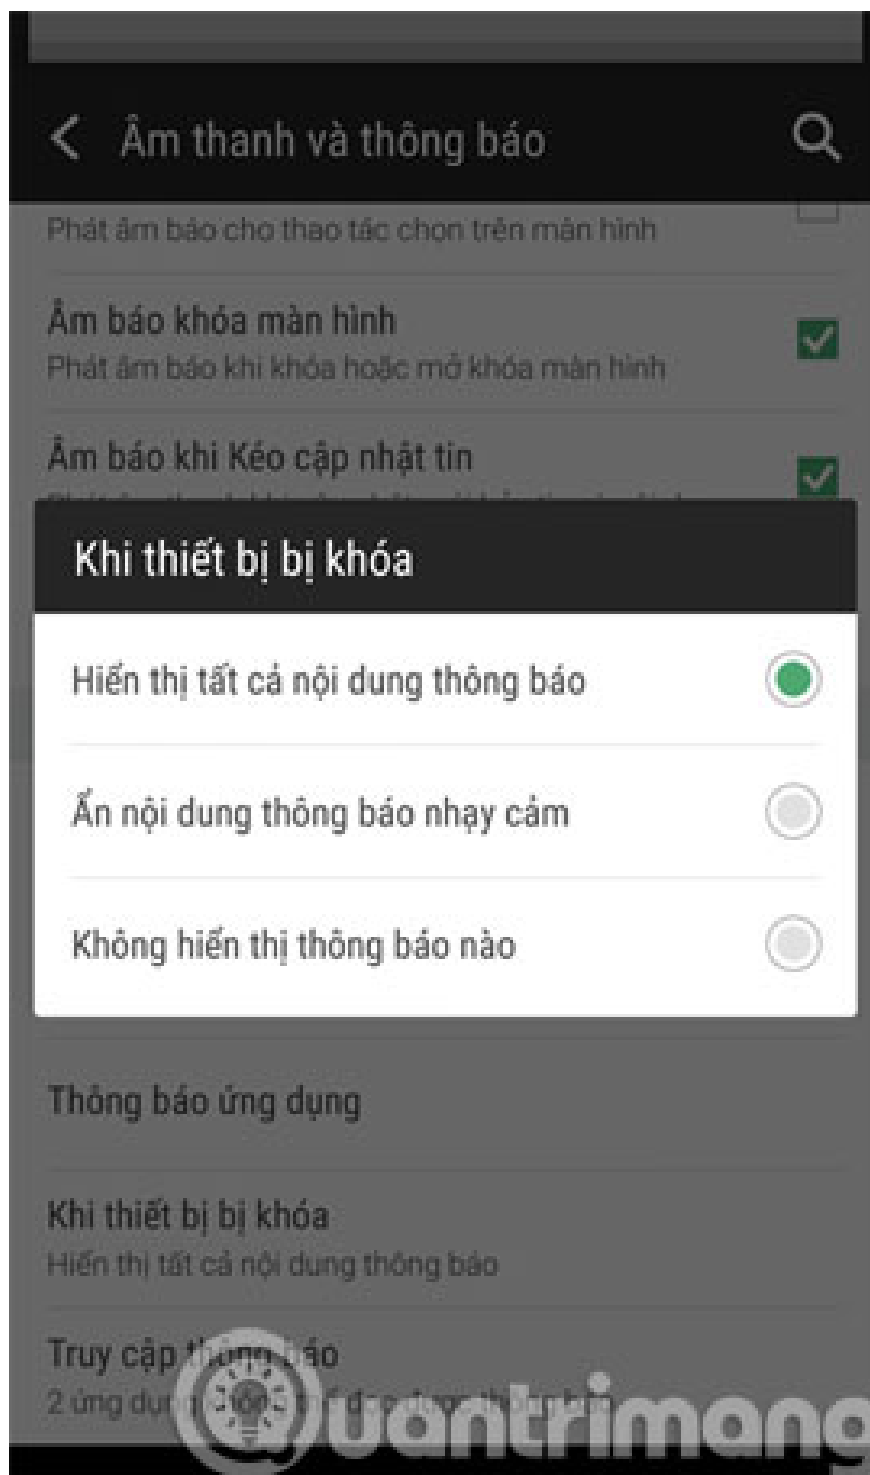 Âm thanh và thông báo
Phát âm báo cho thao tác chọn trên màn hình
Âm báo khóa màn hình
Phát âm báo khi khóa hoặc mở khóa màn hình
Âm báo khi Kéo cập nhật tin
Khi thiết bị bị khóa
Hiển thị tất cả nội dung thông báo
Ẩn nội dung thông báo nhạy cảm
Không hiển thị thông báo nào
Thông báo ứng dụng
Khi thiết bị bị khóa
Hiển thị tất cả nội dung thông báo
Truy cập thông báo
2 ứng dụng
uantrimang